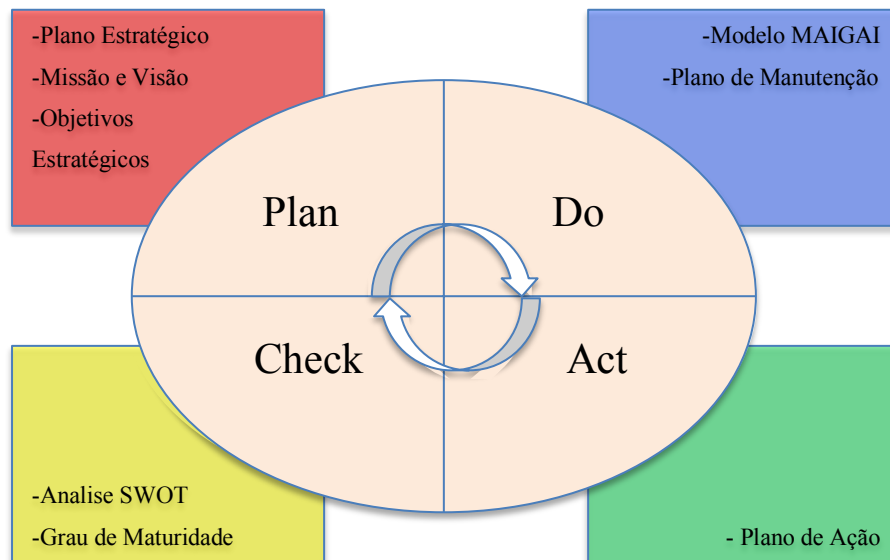 -Plano Estratégico
-Missão e Visão
-Objetivos
Estratégicos
-Modelo MAIGAI
-Plano de Manutenção
Plan
Do
Check
Act
-Analise SWOT
-Grau de Maturidade
- Plano de Ação